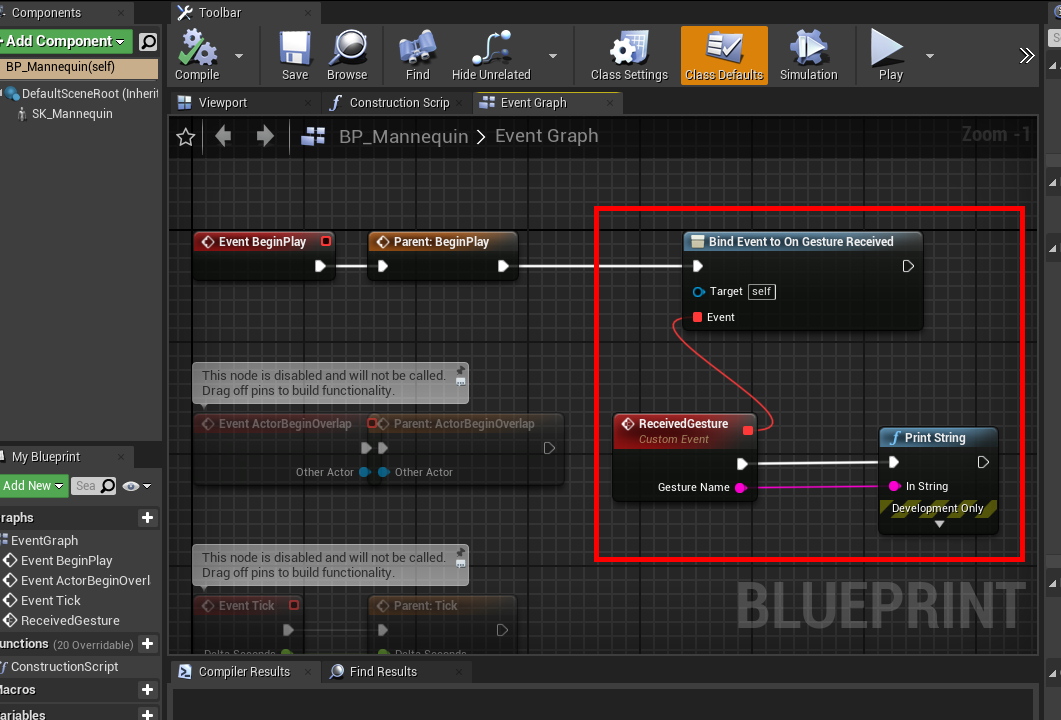 Components
Toolbar
Add Component
BP_Mannequin(self)
DefaultSceneRoot (Inherit
SK_Mannequin
Compile
Save
Browse
Find
Hide Unrelated
Class Settings
Class Defaults
Simulation
Play
Viewport
Construction Scrip
Event Graph
BP_Mannequin > Event Graph
Zoom -1
Event BeginPlay
Parent: BeginPlay
Bind Event to On Gesture Received
Target self
Event
This node is disabled and will not be called.
Drag off pins to build functionality.
Event ActorBeginOverlap
Parent: ActorBeginOverlap
Other Actor
Other Actor
ReceivedGesture
Custom Event
Gesture Name
Print String
In String
Development Only
This node is disabled and will not be called.
Drag off pins to build functionality.
Event Tick
Parent: Tick
Delta Seconds
Delta Seconds
BLUEPRINT
My Blueprint
Add New
Sea
raphs
EventGraph
Event BeginPlay
Event ActorBeginOverl
Event Tick
ReceivedGesture
unctions (20 Overridable)
ConstructionScript
Macros
ariables
Compiler Results
Find Results